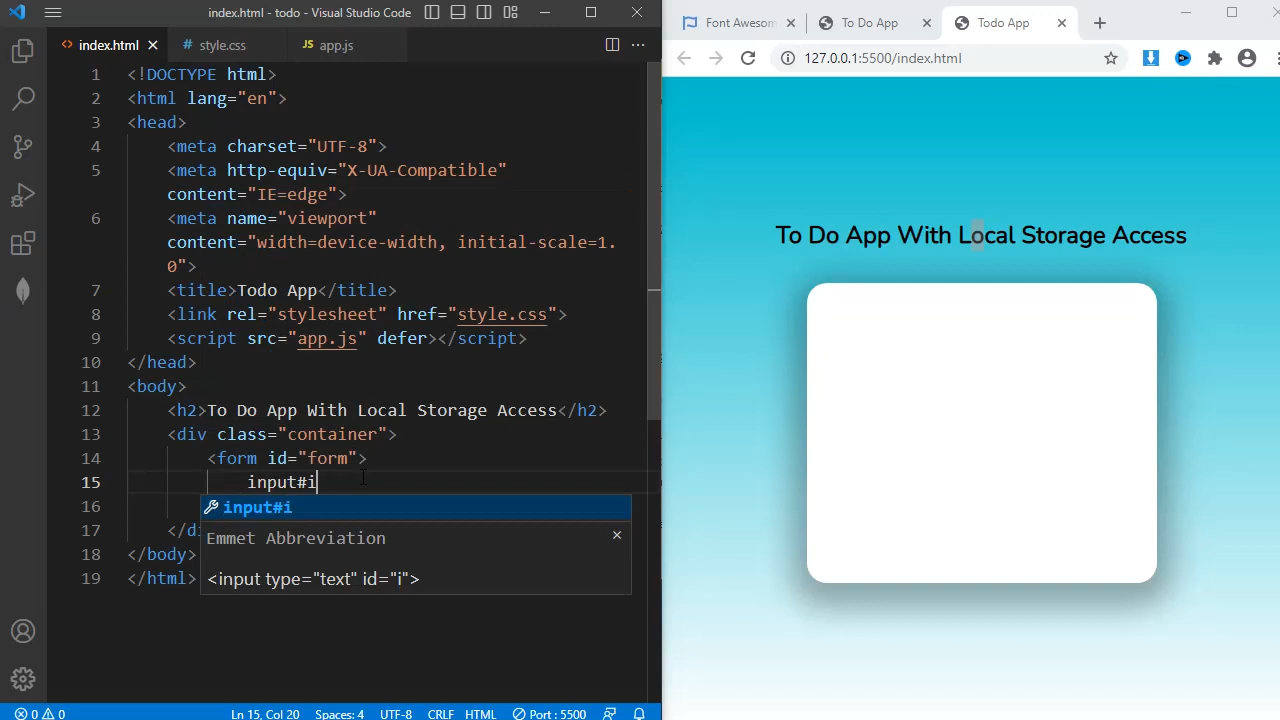 index.html - todo - Visual Studio Code
index.html
style.css
JS app.js
1 <!DOCTYPE html>
2 <html lang="en">
3 <head>
4 <meta charset="UTF-8">
5 <meta http-equiv="X-UA-Compatible"
content="IE=edge">
6 <meta name="viewport"
content="width=device-width, initial-scale=1.
0">
7 <title>Todo App</title>
8 <link rel="stylesheet" href="style.css">
9 <script src="app.js" defer></script>
10 </head>
11 <body>
12 <h2>To Do App With Local Storage Access</h2>
13 <div class="container">
14 <form id="form">
15 input#i
16
17 </di
18 </body>
19 </html>
input#i
Emmet Abbreviation
<input type="text" id="i">
0 0
Ln 15, Col 20
Spaces: 4
UTF-8
CRLF
HTML
Port : 5500
Font Awesom
To Do App
Todo App
127.0.0.1:5500/index.html
To Do App With Local Storage Access